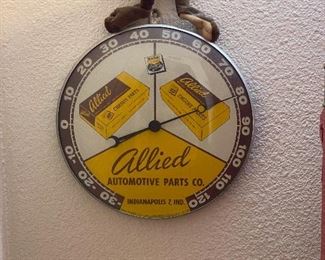 -30 -20 -10 0 10 20 30 40 50 60 70 80 90 100 110 120
Allied
Allied
Allied
AUTOMOTIVE PARTS CO.
INDIANAPOLIS 7, IND.